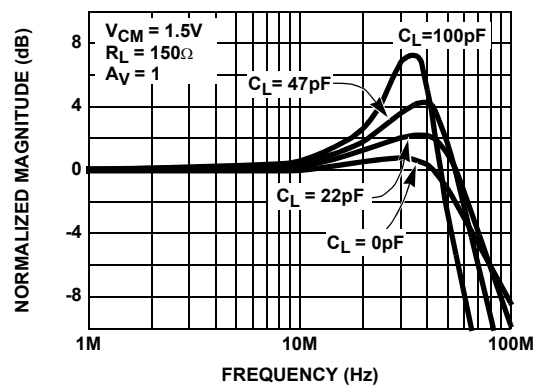 NORMALIZED MAGNITUDE (dB)
8
4
0
-4
-8
V_CM = 1.5V
R_L = 150Ω
A_V = 1
C_L=100pF
C_L = 47pF
C_L = 22pF
C_L = 0pF
1M
10M
100M
FREQUENCY (Hz)